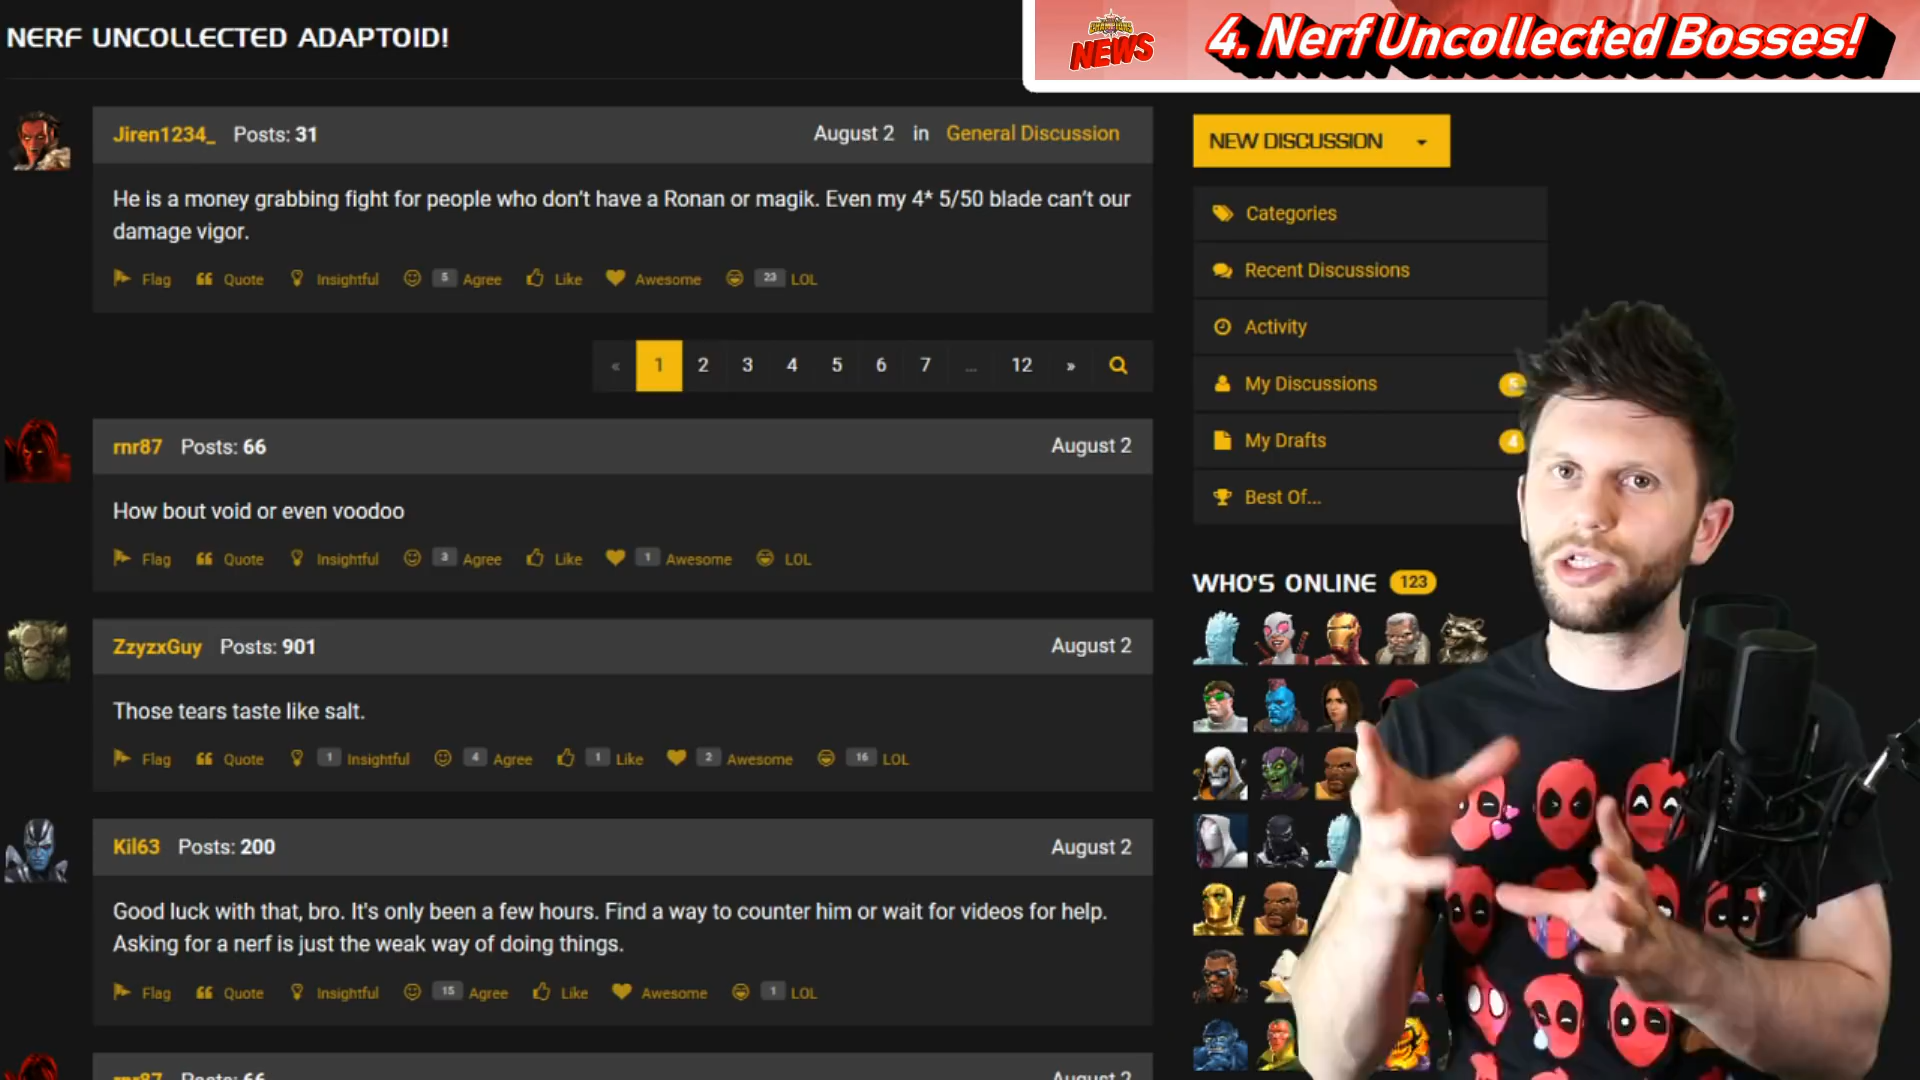 NERF UNCOLLECTED ADAPTOID!
CHAMPIONS
NEWS
4. Nerf Uncollected Bosses!
Jiren1234_ Posts: 31 August 2 in General Discussion
He is a money grabbing fight for people who don't have a Ronan or magik. Even my 4* 5/50 blade can't our
damage vigor.
Flag Quote Insightful 5 Agree Like Awesome 23 LOL
« 1 2 3 4 5 6 7 ... 12 »
rnr87 Posts: 66 August 2
How bout void or even voodoo
Flag Quote Insightful 3 Agree Like 1 Awesome LOL
ZzyzxGuy Posts: 901 August 2
Those tears taste like salt.
Flag Quote 1 Insightful 4 Agree 1 Like 2 Awesome 16 LOL
Kil63 Posts: 200 August 2
Good luck with that, bro. It's only been a few hours. Find a way to counter him or wait for videos for help.
Asking for a nerf is just the weak way of doing things.
Flag Quote Insightful 15 Agree Like Awesome 1 LOL
rnr87 Posts: 66 August 2
NEW DISCUSSION
Categories
Recent Discussions
Activity
My Discussions 5
My Drafts 4
Best Of...
WHO'S ONLINE 123